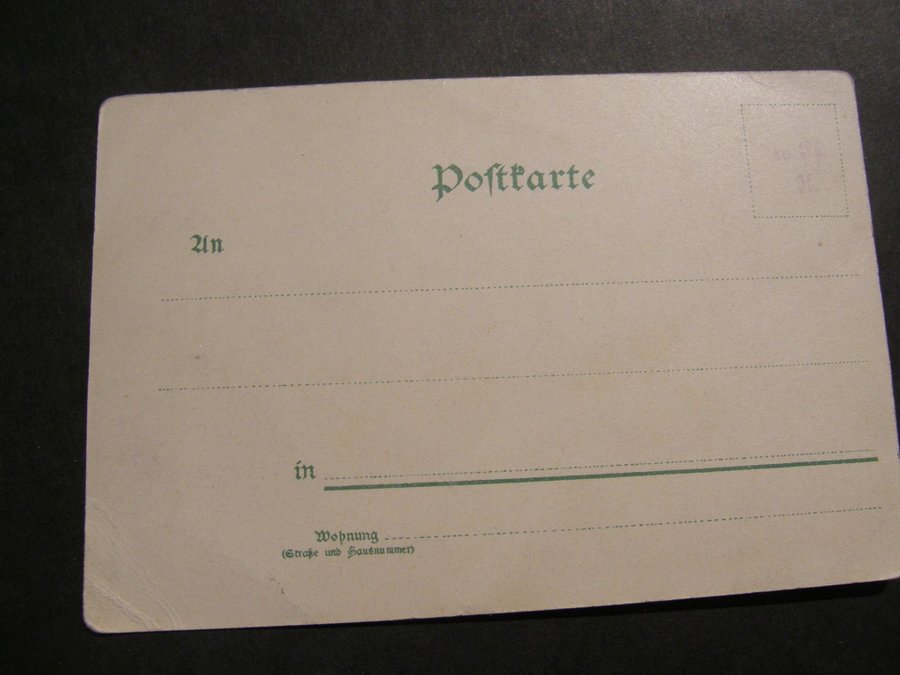 Poſtkarte
An
in
Wohnung
(Straße und Hausnummer)